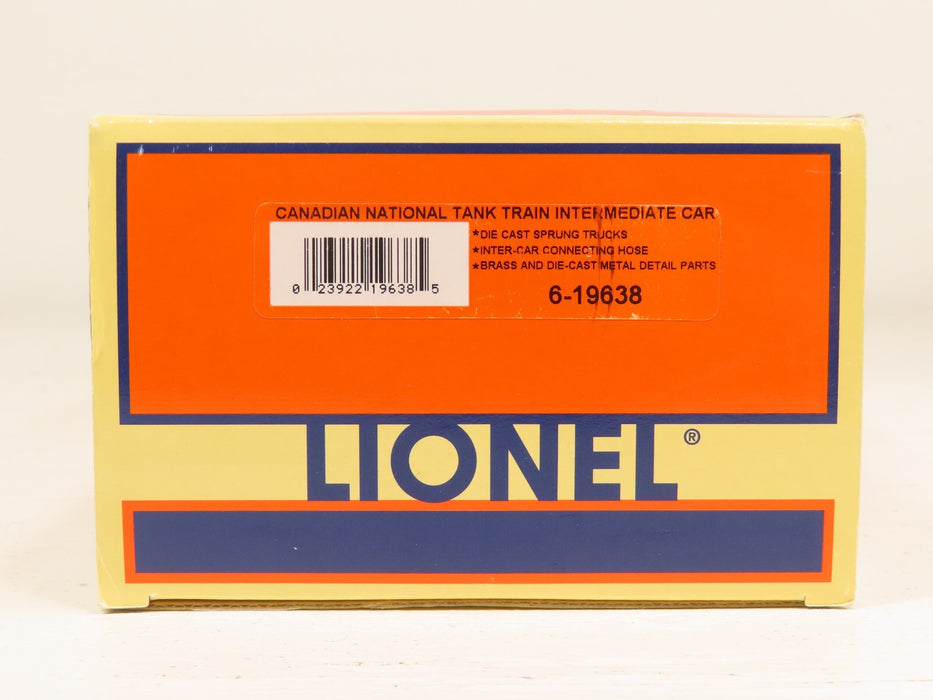 CANADIAN NATIONAL TANK TRAIN INTERMEDIATE CAR
*DIE CAST SPRUNG TRUCKS
*INTER-CAR CONNECTING HOSE
*BRASS AND DIE-CAST METAL DETAIL PARTS
0 23922 19638 5
6-19638
LIONEL®